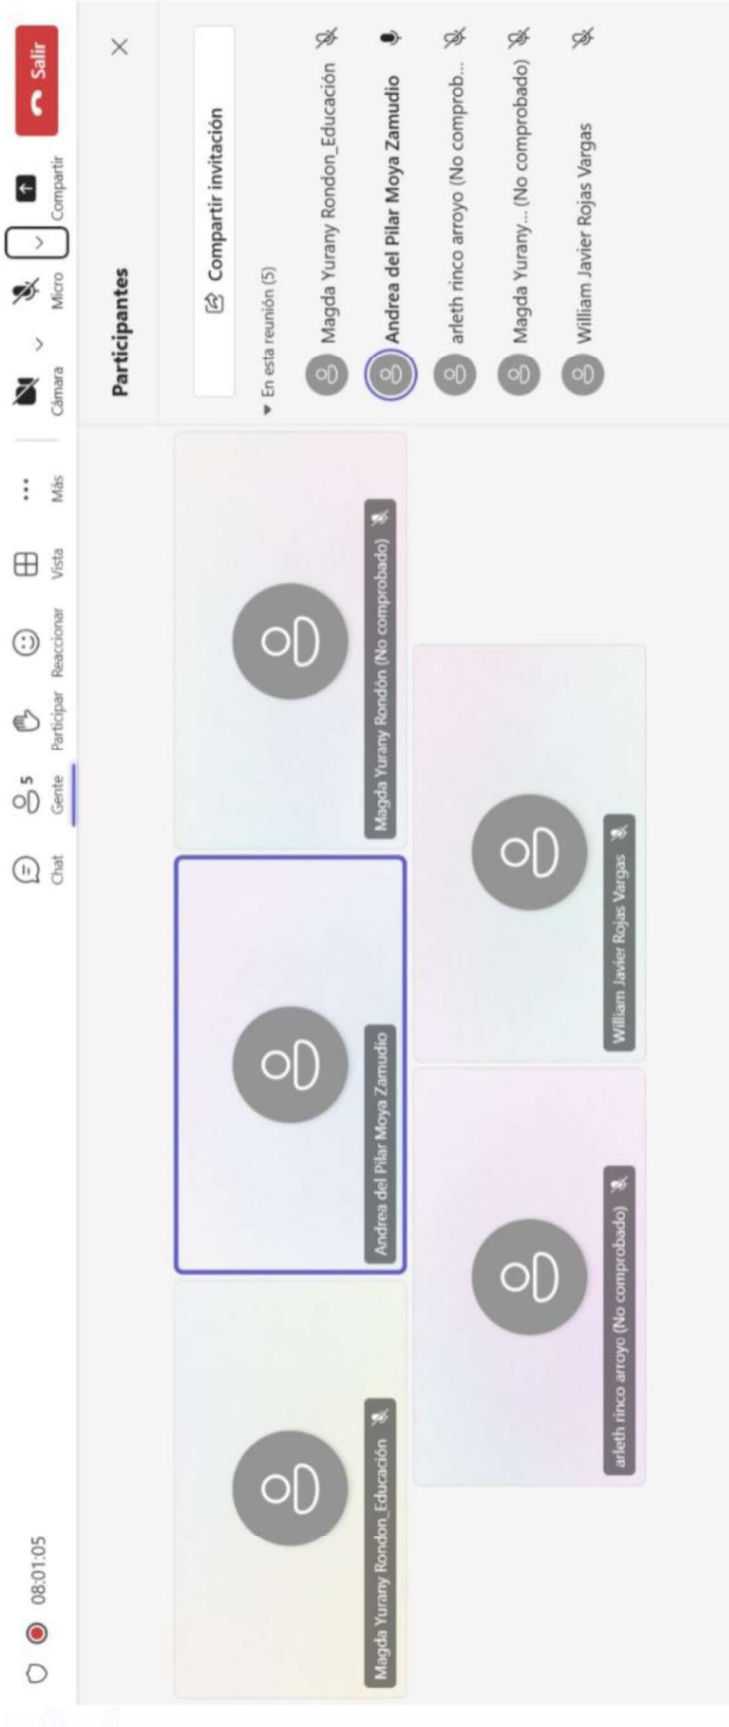 08:01:05
Chat
5
Gente
Participar
Reaccionar
Vista
Más
Cámara
Micro
Compartir
Salir
Magda Yurany Rondon_Educación
Andrea del Pilar Moya Zamudio
Magda Yurany Rondón (No comprobado)
arleth rinco arroyo (No comprobado)
William Javier Rojas Vargas
Participantes
Compartir invitación
En esta reunión (5)
Magda Yurany Rondon_Educación
Andrea del Pilar Moya Zamudio
arleth rinco arroyo (No comprob...
Magda Yurany... (No comprobado)
William Javier Rojas Vargas